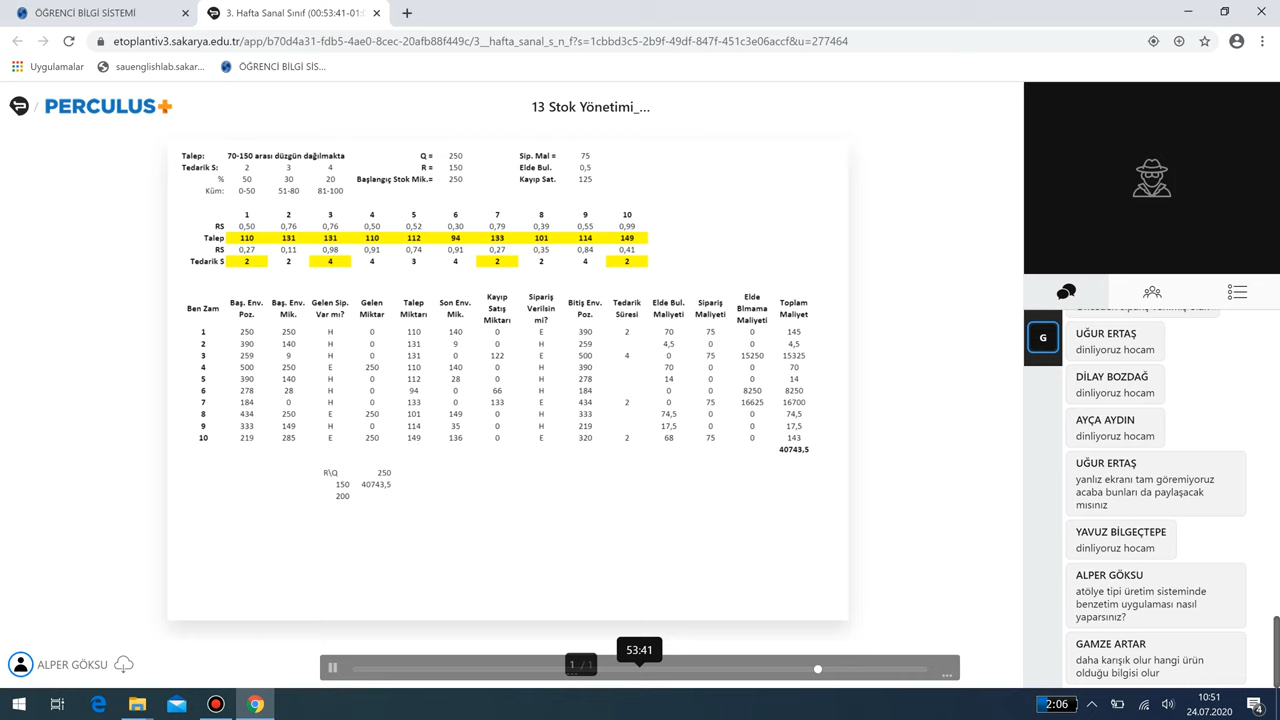 ÖĞRENCİ BİLGİ SİSTEMİ
3. Hafta Sanal Sınıf (00:53:41-01:0
etoplantiv3.sakarya.edu.tr/app/b70d4a31-fdb5-4ae0-8cec-20afb88f449c/3__hafta_sanal_s_n_f?s=1cbbd3c5-2b9f-49df-847f-451c3e06accf&u=277464
Uygulamalar sauenglishlab.sakar... ÖĞRENCİ BİLGİ SİS...
/ PERCULUS+
13 Stok Yönetimi_...
Talep: 70-150 arası düzgün dağılmakta Q = 250 Sip. Mal = 75
Tedarik S: 2 3 4 R = 150 Elde Bul. 0,5
% 50 30 20 Başlangıç Stok Mik.= 250 Kayıp Sat. 125
Küm: 0-50 51-80 81-100
1 2 3 4 5 6 7 8 9 10
RS 0,50 0,76 0,76 0,50 0,52 0,30 0,79 0,39 0,55 0,99
Talep 110 131 131 110 112 94 133 101 114 149
RS 0,27 0,11 0,98 0,91 0,74 0,91 0,27 0,35 0,84 0,41
Tedarik S 2 2 4 4 3 4 2 2 4 2
Ben Zam Baş. Env. Poz. Baş. Env. Mik. Gelen Sip. Var mı? Gelen Miktar Talep Miktarı Son Env. Mik. Kayıp Satış Miktarı Sipariş Verilsin mi? Bitiş Env. Poz. Tedarik Süresi Elde Bul. Maliyeti Sipariş Maliyeti Elde Blmama Maliyeti Toplam Maliyet
1 250 250 H 0 110 140 0 E 390 2 70 75 0 145
2 390 140 H 0 131 9 0 H 259 4,5 0 0 4,5
3 259 9 H 0 131 0 122 E 500 4 0 75 15250 15325
4 500 250 E 250 110 140 0 H 390 70 0 0 70
5 390 140 H 0 112 28 0 H 278 14 0 0 14
6 278 28 H 0 94 0 66 H 184 0 0 8250 8250
7 184 0 H 0 133 0 133 E 434 2 0 75 16625 16700
8 434 250 E 250 101 149 0 H 333 74,5 0 0 74,5
9 333 149 H 0 114 35 0 H 219 17,5 0 0 17,5
10 219 285 E 250 149 136 0 E 320 2 68 75 0 143
40743,5
R\Q 250
150 40743,5
200
G
UĞUR ERTAŞ
dinliyoruz hocam
DİLAY BOZDAĞ
dinliyoruz hocam
AYÇA AYDIN
dinliyoruz hocam
UĞUR ERTAŞ
yanlız ekranı tam göremiyoruz
acaba bunları da paylaşacak
mısınız
YAVUZ BİLGEÇTEPE
dinliyoruz hocam
ALPER GÖKSU
atölye tipi üretim sisteminde
benzetim uygulaması nasıl
yaparsınız?
GAMZE ARTAR
daha karışık olur hangi ürün
olduğu bilgisi olur
ALPER GÖKSU
53:41
1 / 1
...
2:06
10:51
24.07.2020
4